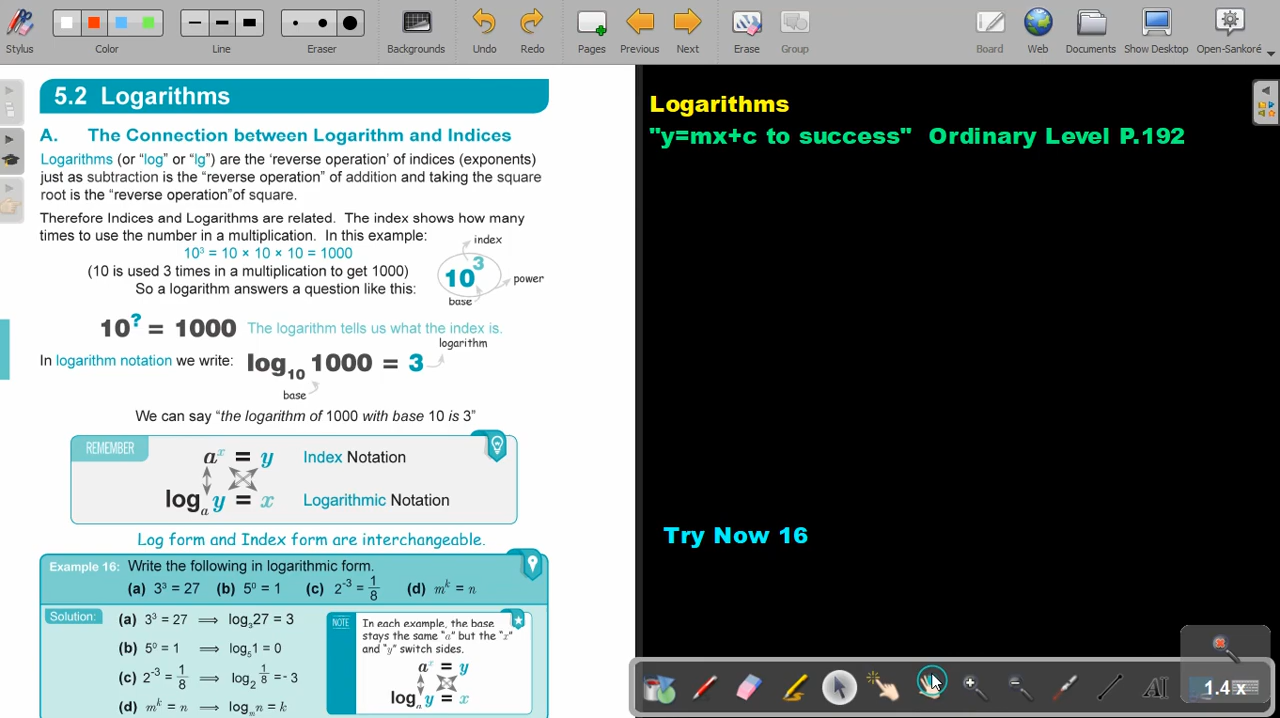 Stylus Color Line Eraser Backgrounds Undo Redo Pages Previous Next Erase Group Board Web Documents Show Desktop Open-Sankoré
5.2 Logarithms
A. The Connection between Logarithm and Indices
Logarithms (or “log” or “lg”) are the ‘reverse operation’ of indices (exponents)
just as subtraction is the “reverse operation” of addition and taking the square
root is the “reverse operation”of square.
Therefore Indices and Logarithms are related. The index shows how many
times to use the number in a multiplication. In this example:
10³ = 10 × 10 × 10 = 1000
(10 is used 3 times in a multiplication to get 1000)
So a logarithm answers a question like this:
index
10³
power
base
10^? = 1000 The logarithm tells us what the index is.
logarithm
In logarithm notation we write: log₁₀ 1000 = 3
base
We can say “the logarithm of 1000 with base 10 is 3”
REMEMBER
aˣ = y Index Notation
logₐ y = x Logarithmic Notation
Log form and Index form are interchangeable.
Example 16: Write the following in logarithmic form.
(a) 3³ = 27 (b) 5⁰ = 1 (c) 2⁻³ = 1/8 (d) mᵏ = n
Solution:
(a) 3³ = 27 ⟹ log₃27 = 3
(b) 5⁰ = 1 ⟹ log₅1 = 0
(c) 2⁻³ = 1/8 ⟹ log₂ 1/8 = - 3
(d) mᵏ = n ⟹ logₘn = k
NOTE
In each example, the base
stays the same “a” but the “x”
and “y” switch sides.
aˣ = y
logₐ y = x
Logarithms
"y=mx+c to success" Ordinary Level P.192
Try Now 16
1.4 x